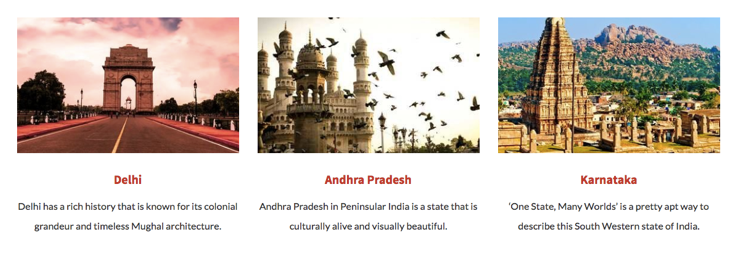 Delhi
Delhi has a rich history that is known for its colonial
grandeur and timeless Mughal architecture.
Andhra Pradesh
Andhra Pradesh in Peninsular India is a state that is
culturally alive and visually beautiful.
Karnataka
‘One State, Many Worlds’ is a pretty apt way to
describe this South Western state of India.